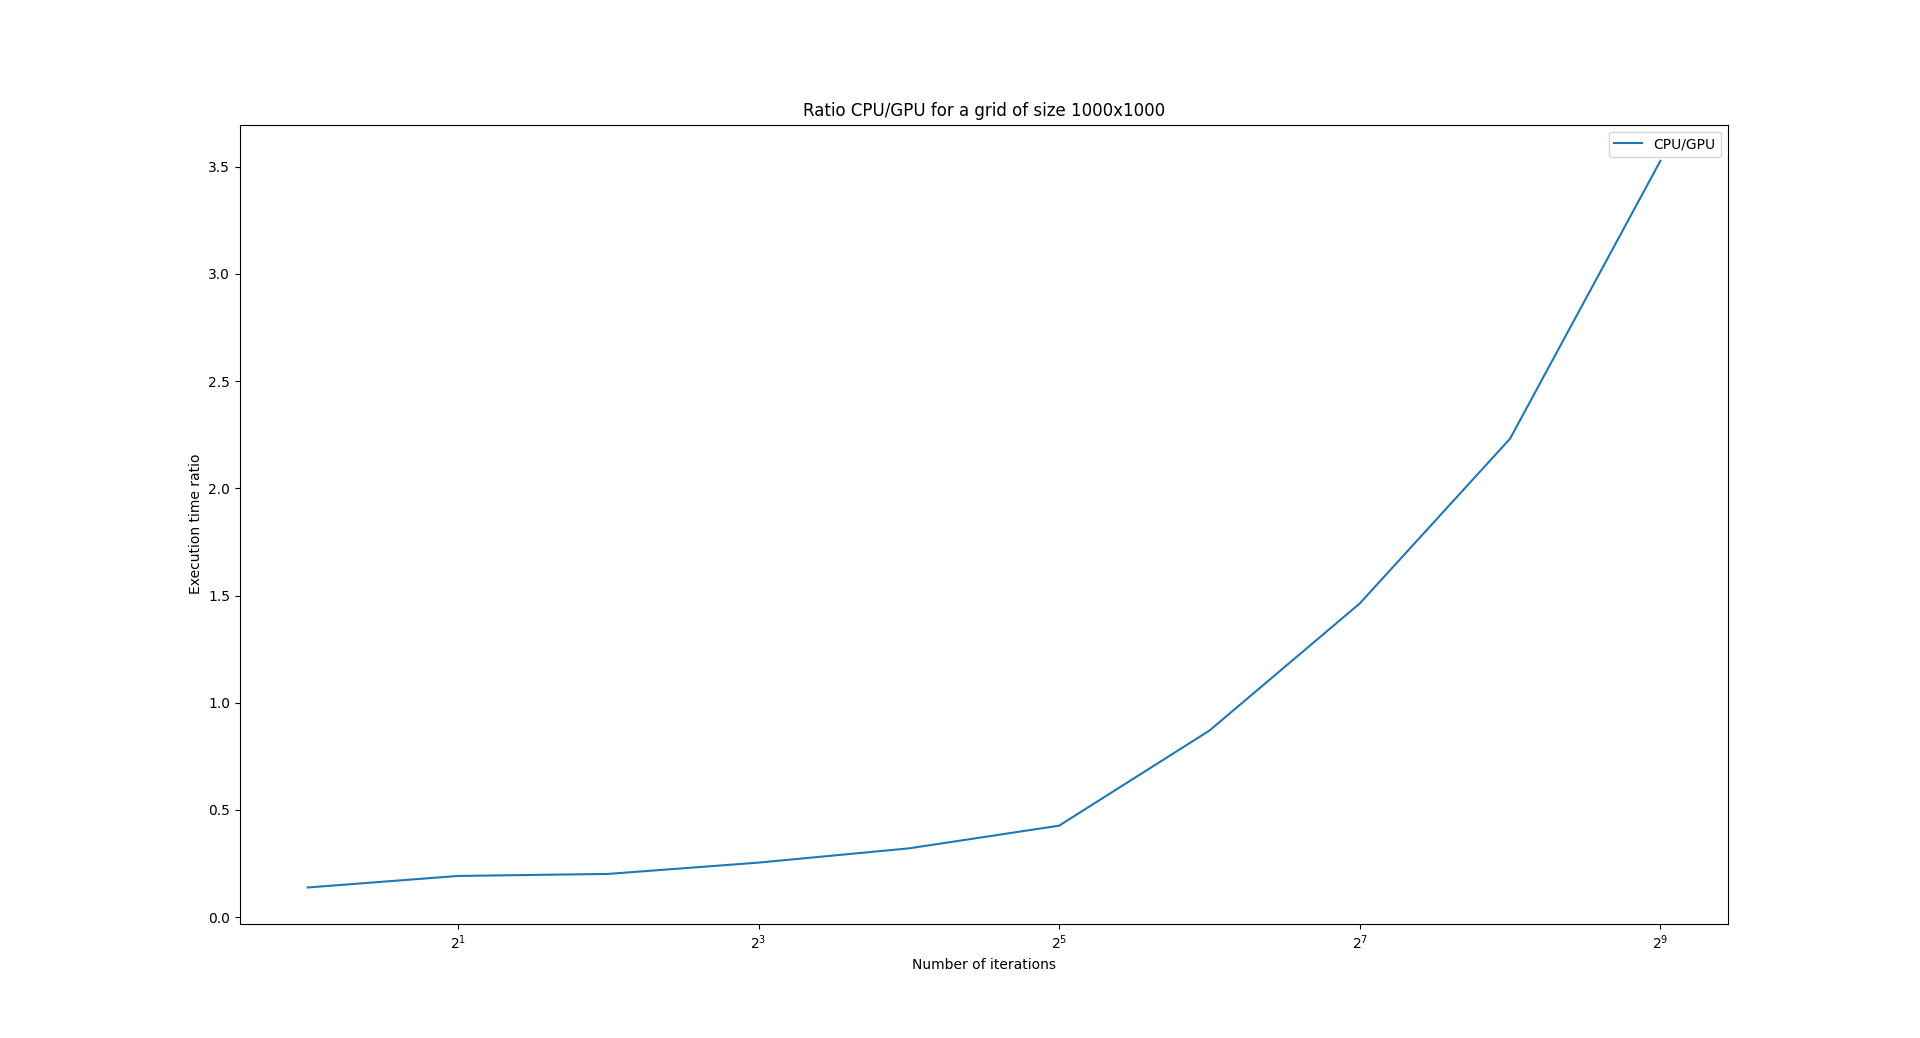 Ratio CPU/GPU for a grid of size 1000x1000
CPU/GPU
3.5
3.0
2.5
2.0
1.5
1.0
0.5
0.0
Execution time ratio
2¹ 2³ 2⁵ 2⁷ 2⁹
Number of iterations